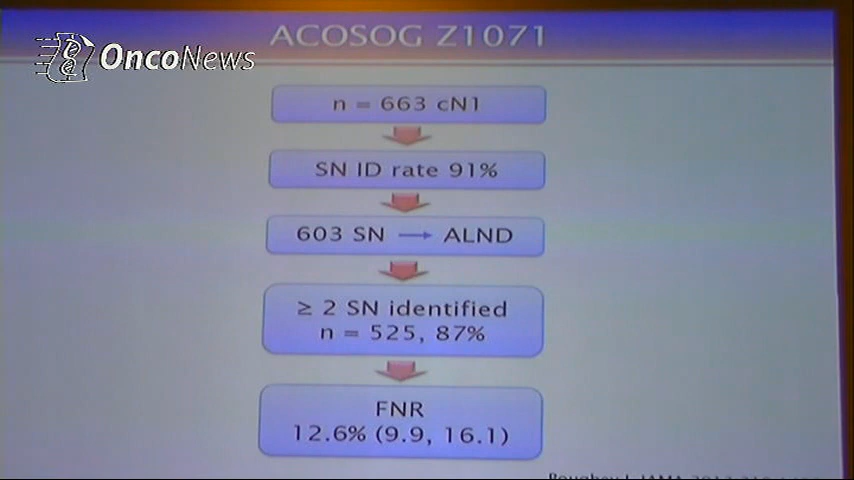 ACOSOG Z1071
OncoNews
n = 663 cN1
SN ID rate 91%
603 SN → ALND
≥ 2 SN identified
n = 525, 87%
FNR
12.6% (9.9, 16.1)